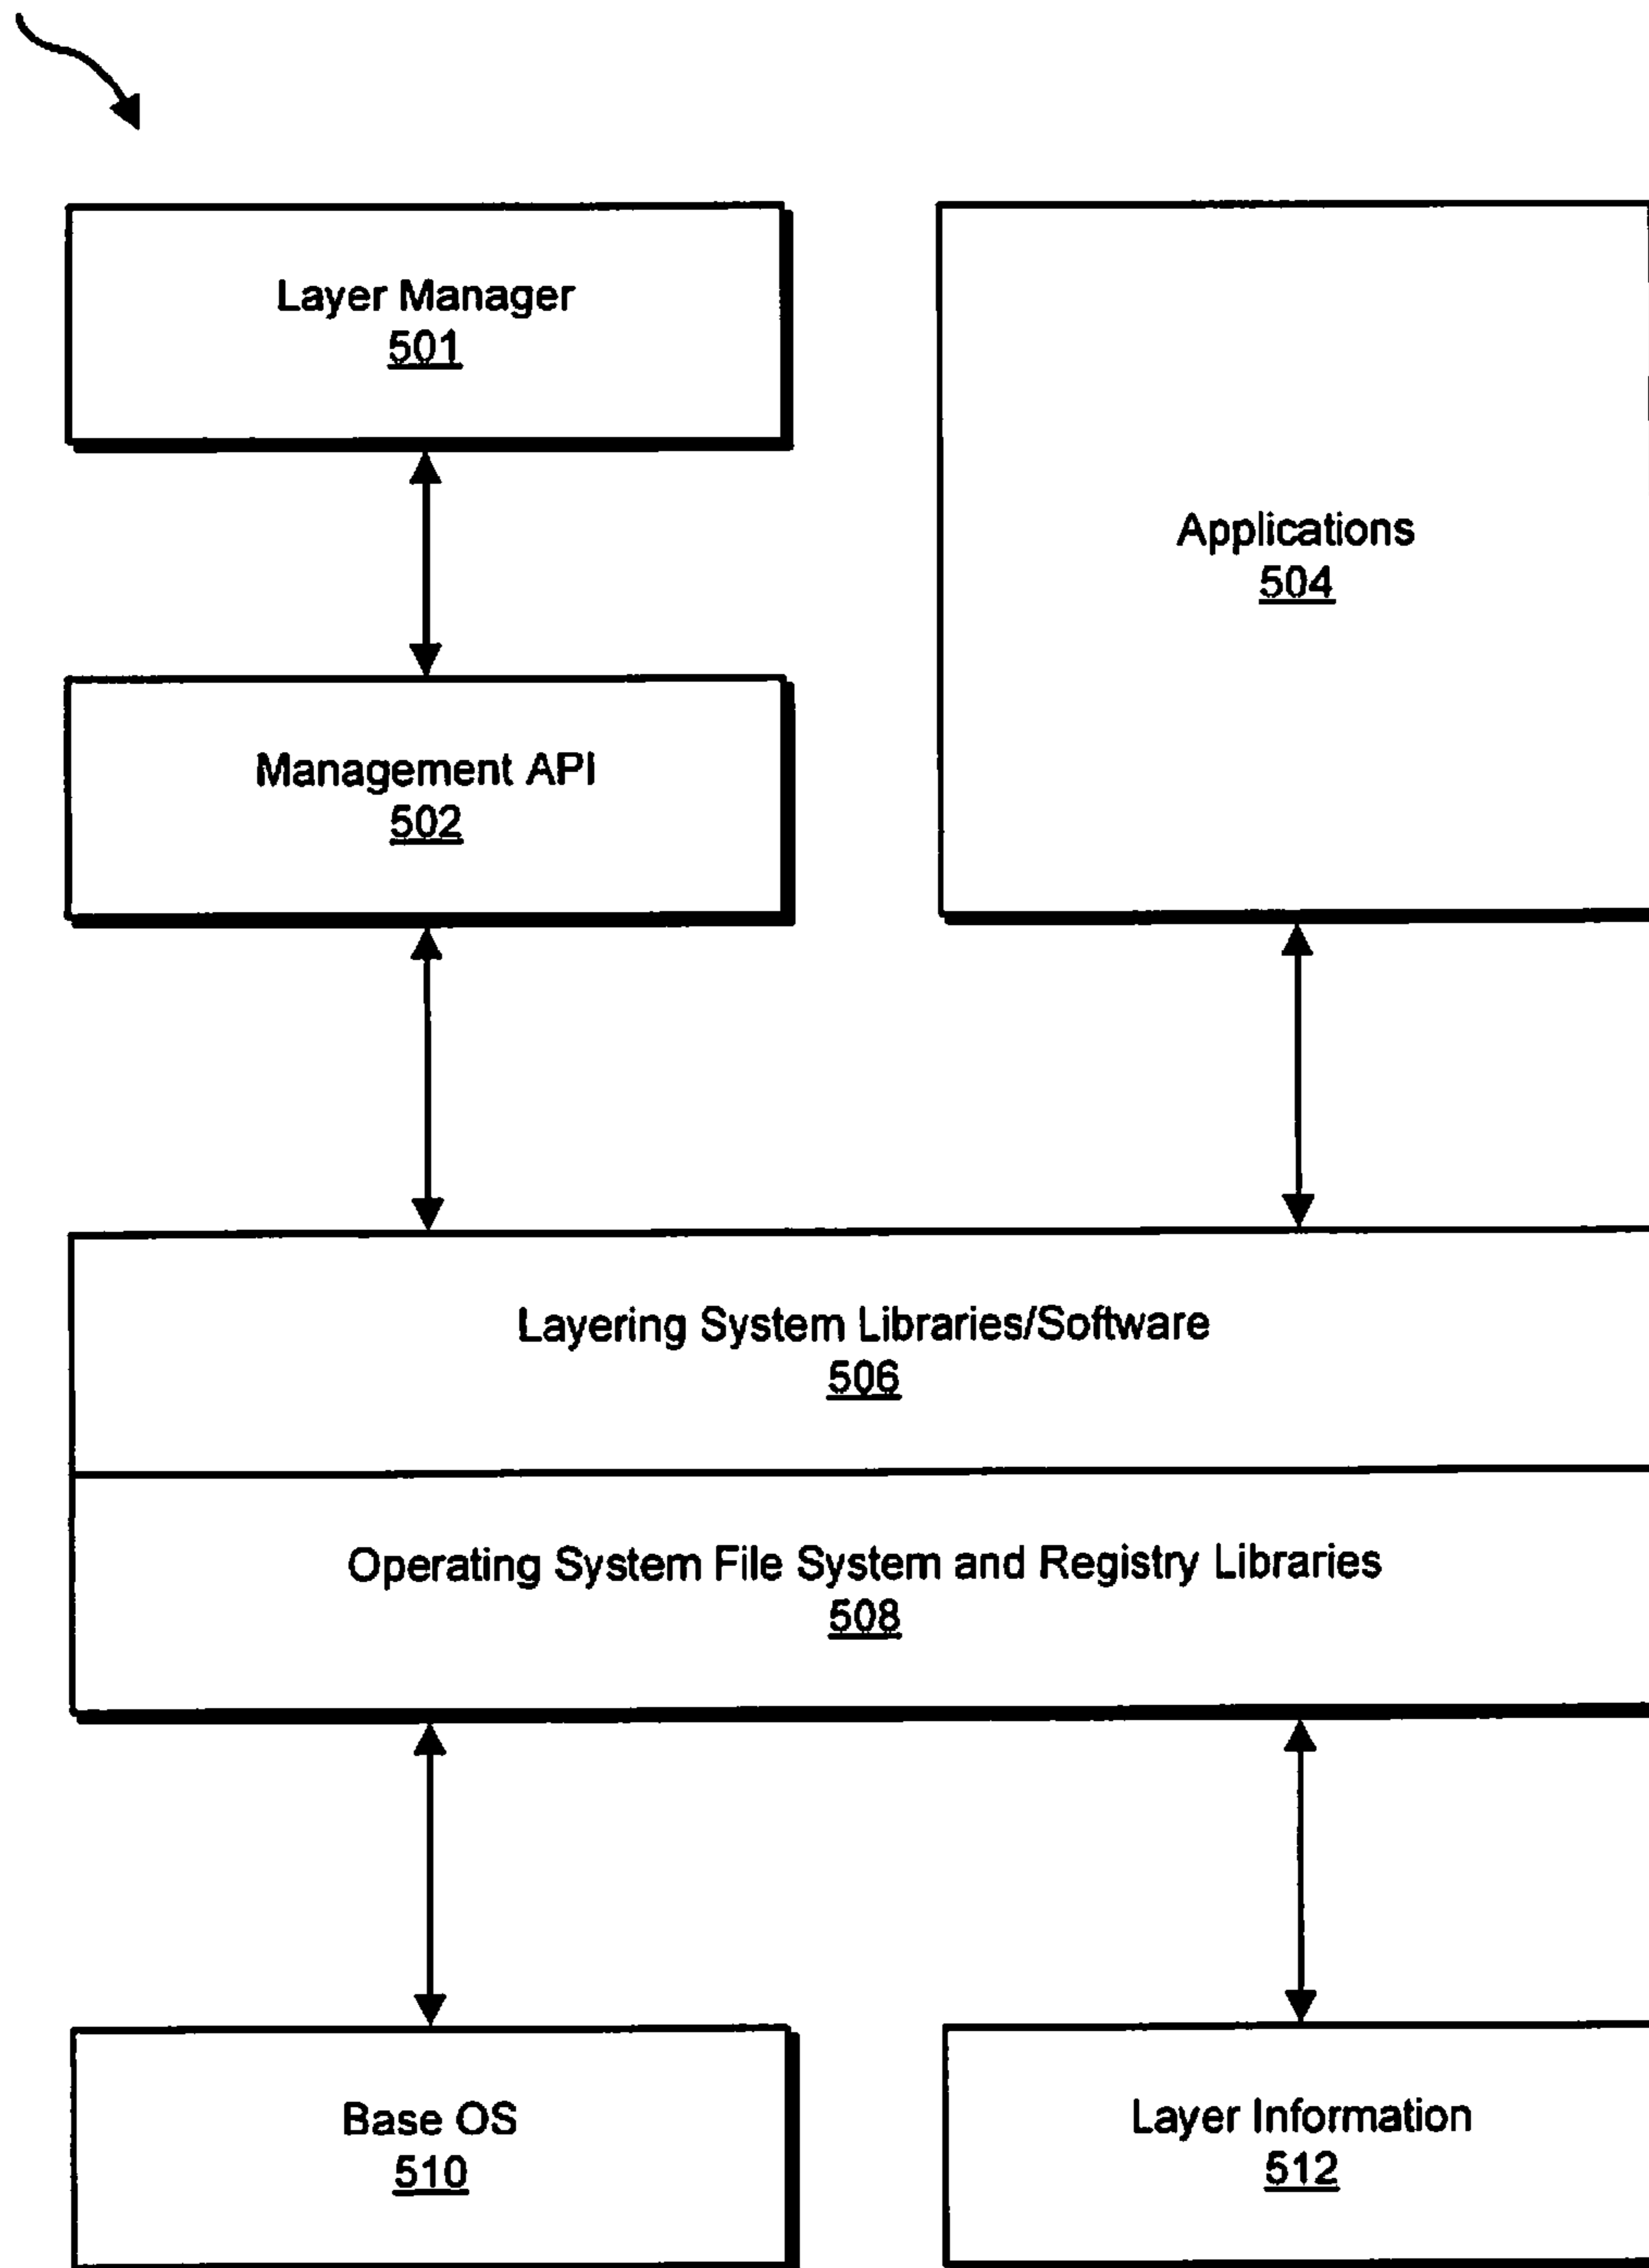 Layer Manager
501
Applications
504
Management API
502
Layering System Libraries/Software
506
Operating System File System and Registry Libraries
508
Base OS
510
Layer Information
512